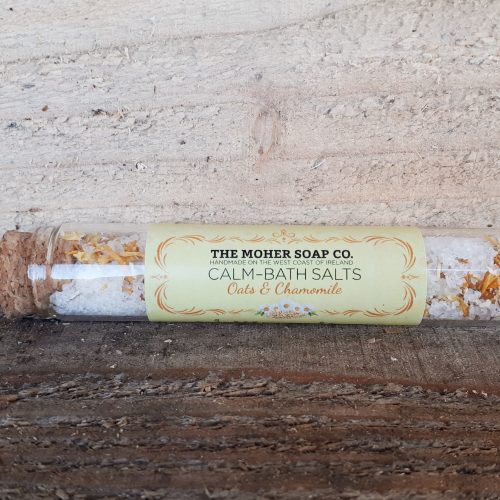 THE MOHER SOAP CO.
HANDMADE ON THE WEST COAST OF IRELAND
CALM-BATH SALTS
Oats & Chamomile